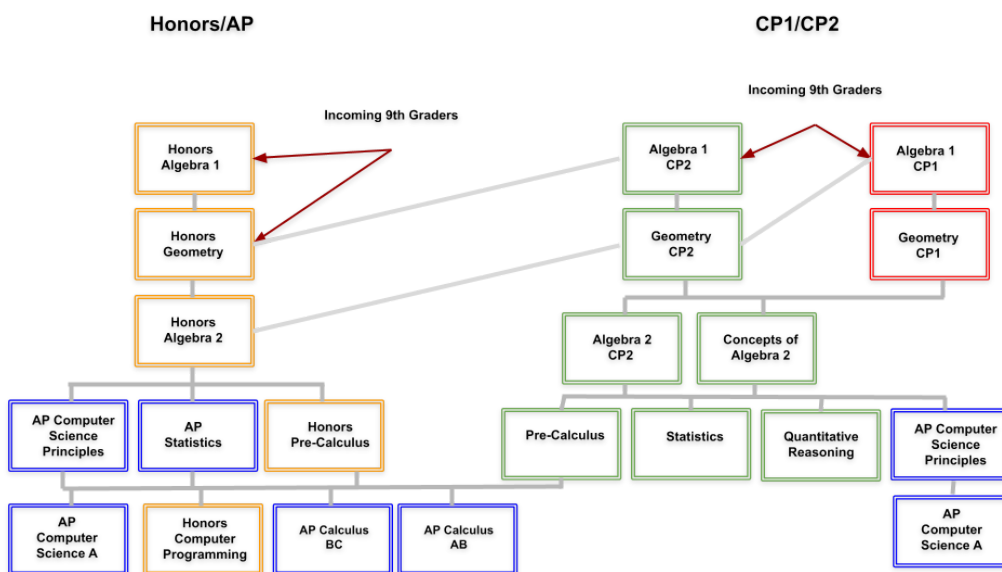 Honors/AP
CP1/CP2
Incoming 9th Graders
Incoming 9th Graders
Honors
Algebra 1
Algebra 1
CP2
Algebra 1
CP1
Honors
Geometry
Geometry
CP2
Geometry
CP1
Honors
Algebra 2
Algebra 2
CP2
Concepts of
Algebra 2
AP Computer
Science
Principles
AP
Statistics
Honors
Pre-Calculus
Pre-Calculus
Statistics
Quantitative
Reasoning
AP Computer
Science
Principles
AP
Computer
Science A
Honors
Computer
Programming
AP Calculus
BC
AP Calculus
AB
AP
Computer
Science A